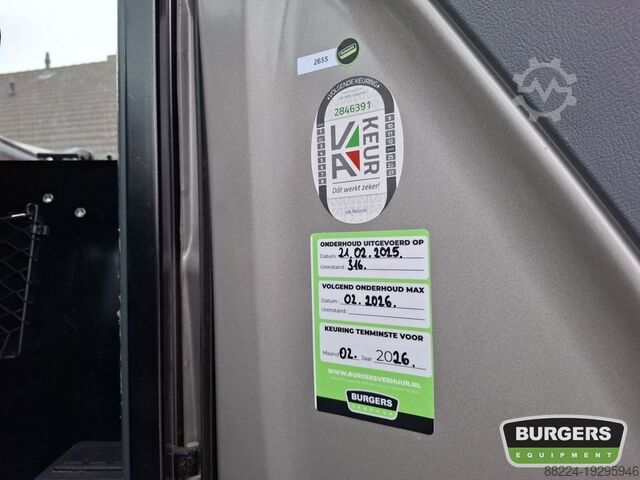 2655
BURGERS
VOLGENDE KEURING
2846391
VA KEUR
Dát werkt zeker!
ONDERHOUD UITGEVOERD OP
Datum: 21.02.2025.
Urenstand: 316.
VOLGEND ONDERHOUD MAX
Datum: 02.2026.
Urenstand:
KEURING TENMINSTE VOOR
Maand 02. Jaar 2026.
WWW.BURGERSVERHUUR.NL
BURGERS
BURGERS
EQUIPMENT
88224-19295946